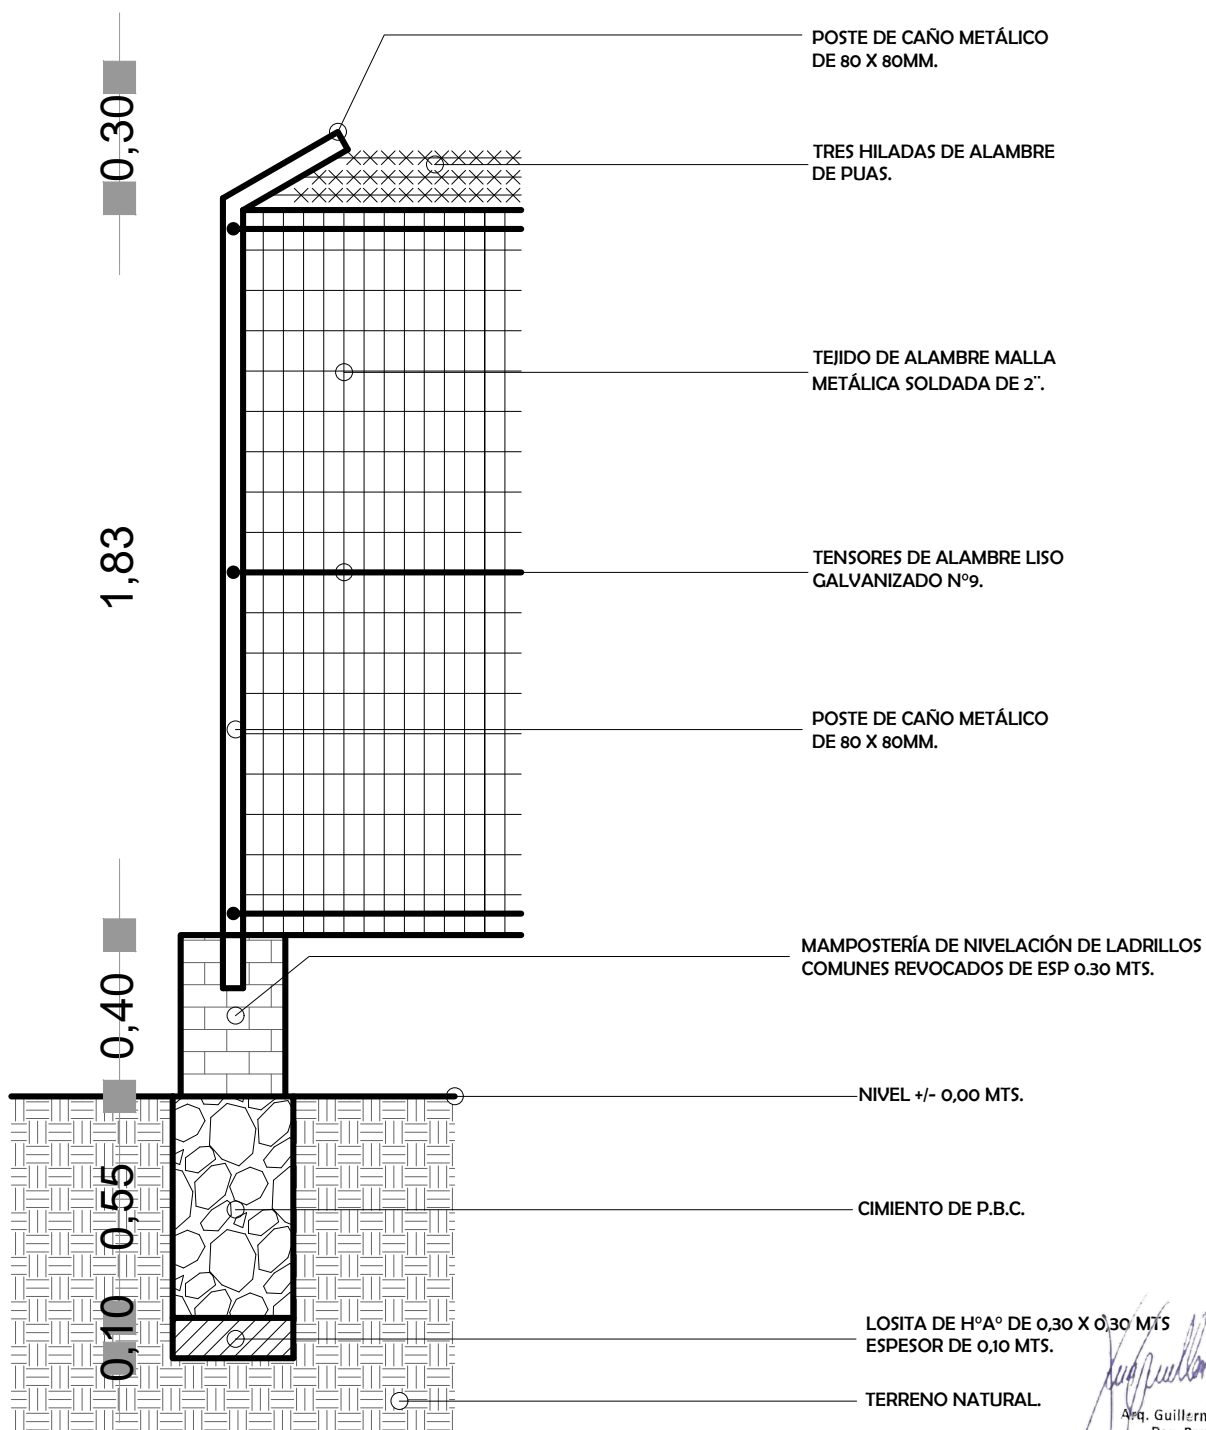 POSTE DE CAÑO METÁLICO
DE 80 X 80MM.
0,30
TRES HILADAS DE ALAMBRE
DE PUAS.
TEJIDO DE ALAMBRE MALLA
METÁLICA SOLDADA DE 2¨.
1,83
TENSORES DE ALAMBRE LISO
GALVANIZADO Nº9.
POSTE DE CAÑO METÁLICO
DE 80 X 80MM.
MAMPOSTERÍA DE NIVELACIÓN DE LADRILLOS
COMUNES REVOCADOS DE ESP 0.30 MTS.
0,40
NIVEL +/- 0,00 MTS.
0,55
CIMIENTO DE P.B.C.
0,10
LOSITA DE HºAº DE 0,30 X 0,30 MTS
ESPESOR DE 0,10 MTS.
TERRENO NATURAL.
Arq.